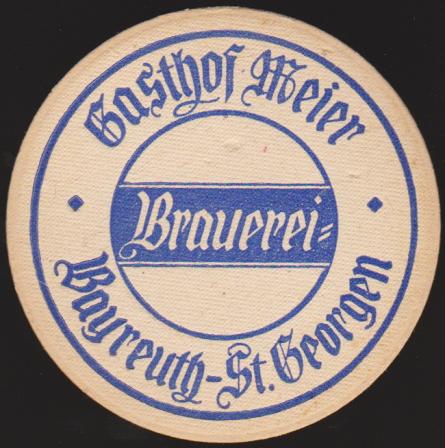 Brauerei-
Gasthof Meier
Bayreuth-St. Georgen